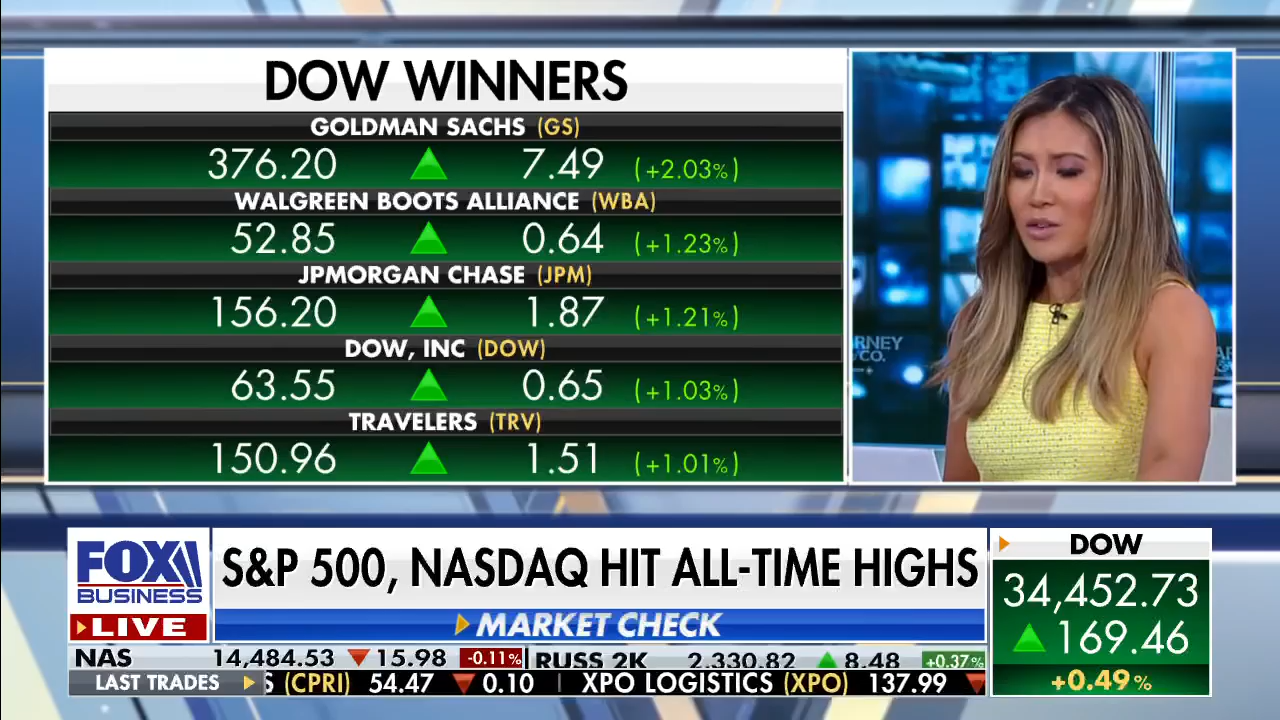 DOW WINNERS
GOLDMAN SACHS (GS)
376.20 ▲ 7.49 (+2.03%)
WALGREEN BOOTS ALLIANCE (WBA)
52.85 ▲ 0.64 (+1.23%)
JPMORGAN CHASE (JPM)
156.20 ▲ 1.87 (+1.21%)
DOW, INC (DOW)
63.55 ▲ 0.65 (+1.03%)
TRAVELERS (TRV)
150.96 ▲ 1.51 (+1.01%)
ARNEY
& CO.
FOX
BUSINESS
LIVE
S&P 500, NASDAQ HIT ALL-TIME HIGHS
MARKET CHECK
DOW
34,452.73
▲ 169.46
+0.49%
NAS 14,484.53 ▼ 15.98 -0.11% RUSS 2K 2,330.82 ▲ 8.48 +0.37%
LAST TRADES S (CPRI) 54.47 ▼ 0.10 | XPO LOGISTICS (XPO) 137.99 ▼